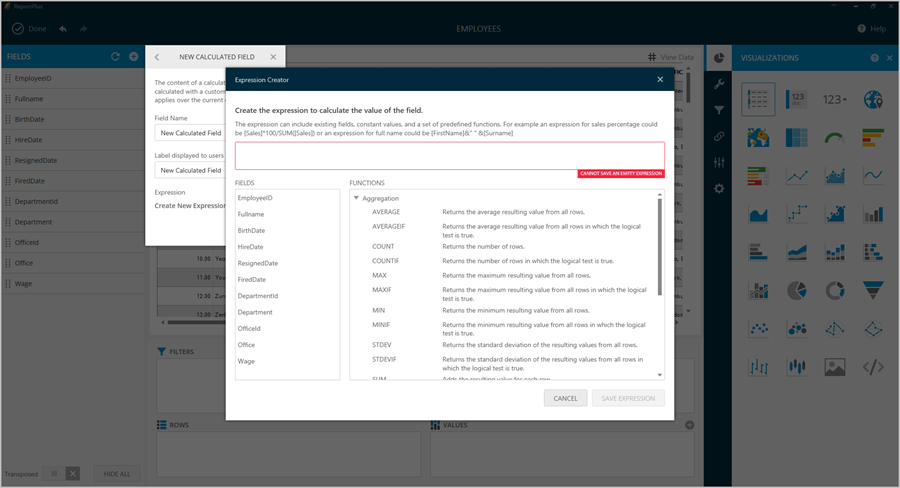 ReportPlus
Done
EMPLOYEES
Help
FIELDS
NEW CALCULATED FIELD
View Data
VISUALIZATIONS
EmployeeID
Fullname
BirthDate
HireDate
ResignedDate
FiredDate
DepartmentId
Department
OfficeId
Office
Wage
The content of a calcula
calculated with a custom
applies over the current
Field Name
New Calculated Field
Label displayed to users
New Calculated Field
Expression
Create New Expression
Expression Creator
Create the expression to calculate the value of the field.
The expression can include existing fields, constant values, and a set of predefined functions. For example an expression for sales percentage could
be [Sales]*100/SUM([Sales]) or an expression for full name could be [FirstName]&" " &[Surname]
CANNOT SAVE AN EMPTY EXPRESSION
FIELDS
EmployeeID
Fullname
BirthDate
HireDate
ResignedDate
FiredDate
DepartmentId
Department
OfficeId
Office
Wage
FUNCTIONS
Aggregation
AVERAGE Returns the average resulting value from all rows.
AVERAGEIF Returns the average resulting value from all rows in which the logical
test is true.
COUNT Returns the number of rows.
COUNTIF Returns the number of rows in which the logical test is true.
MAX Returns the maximum resulting value from all rows.
MAXIF Returns the maximum resulting value from all rows in which the logical
test is true.
MIN Returns the minimum resulting value from all rows.
MINIF Returns the minimum resulting value from all rows in which the logical
test is true.
STDEV Returns the standard deviation of the resulting values from all rows.
STDEVIF Returns the standard deviation of the resulting values from all rows in
which the logical test is true.
SUM Adds the resulting value for each row.
CANCEL
SAVE EXPRESSION
123
doc
123
10.00
11.00
12.00
FILTERS
ROWS
VALUES
Transposed
HIDE ALL